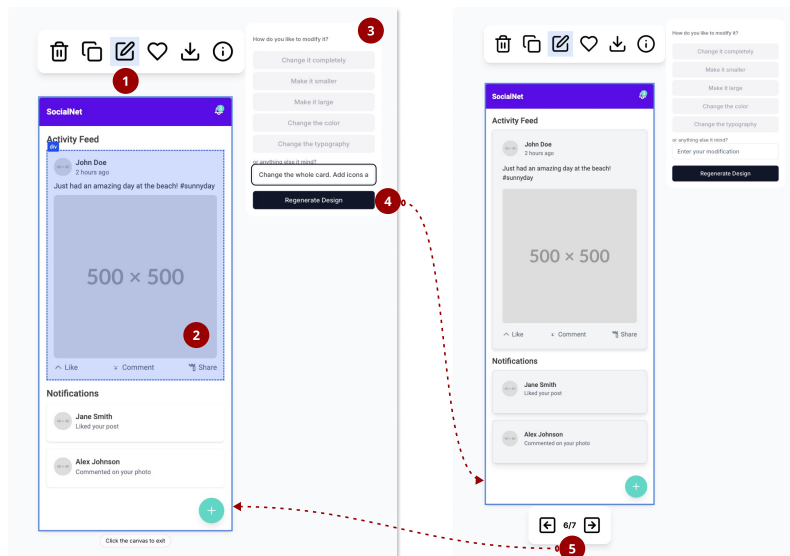 How do you like to modify it?
3
Change it completely
Make it smaller
Make it large
Change the color
Change the typography
or anything else it mind?
Change the whole card. Add icons a
Regenerate Design
4
1
SocialNet
Activity Feed
div
John Doe
2 hours ago
Just had an amazing day at the beach! #sunnyday
500 × 500
2
Like
Comment
Share
Notifications
Jane Smith
Liked your post
Alex Johnson
Commented on your photo
+
Click the canvas to exit
How do you like to modify it?
Change it completely
Make it smaller
Make it large
Change the color
Change the typography
or anything else it mind?
Enter your modification
Regenerate Design
SocialNet
Activity Feed
John Doe
2 hours ago
Just had an amazing day at the beach!
#sunnyday
500 × 500
Like
Comment
Share
Notifications
Jane Smith
Liked your post
Alex Johnson
Commented on your photo
+
6/7
5